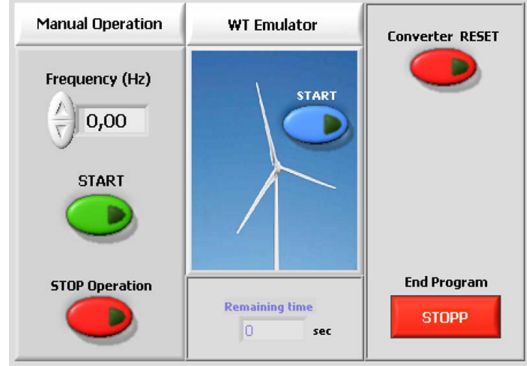 Manual Operation
Frequency (Hz)
0,00
START
STOP Operation
WT Emulator
START
Remaining time
0 sec
Converter RESET
End Program
STOPP